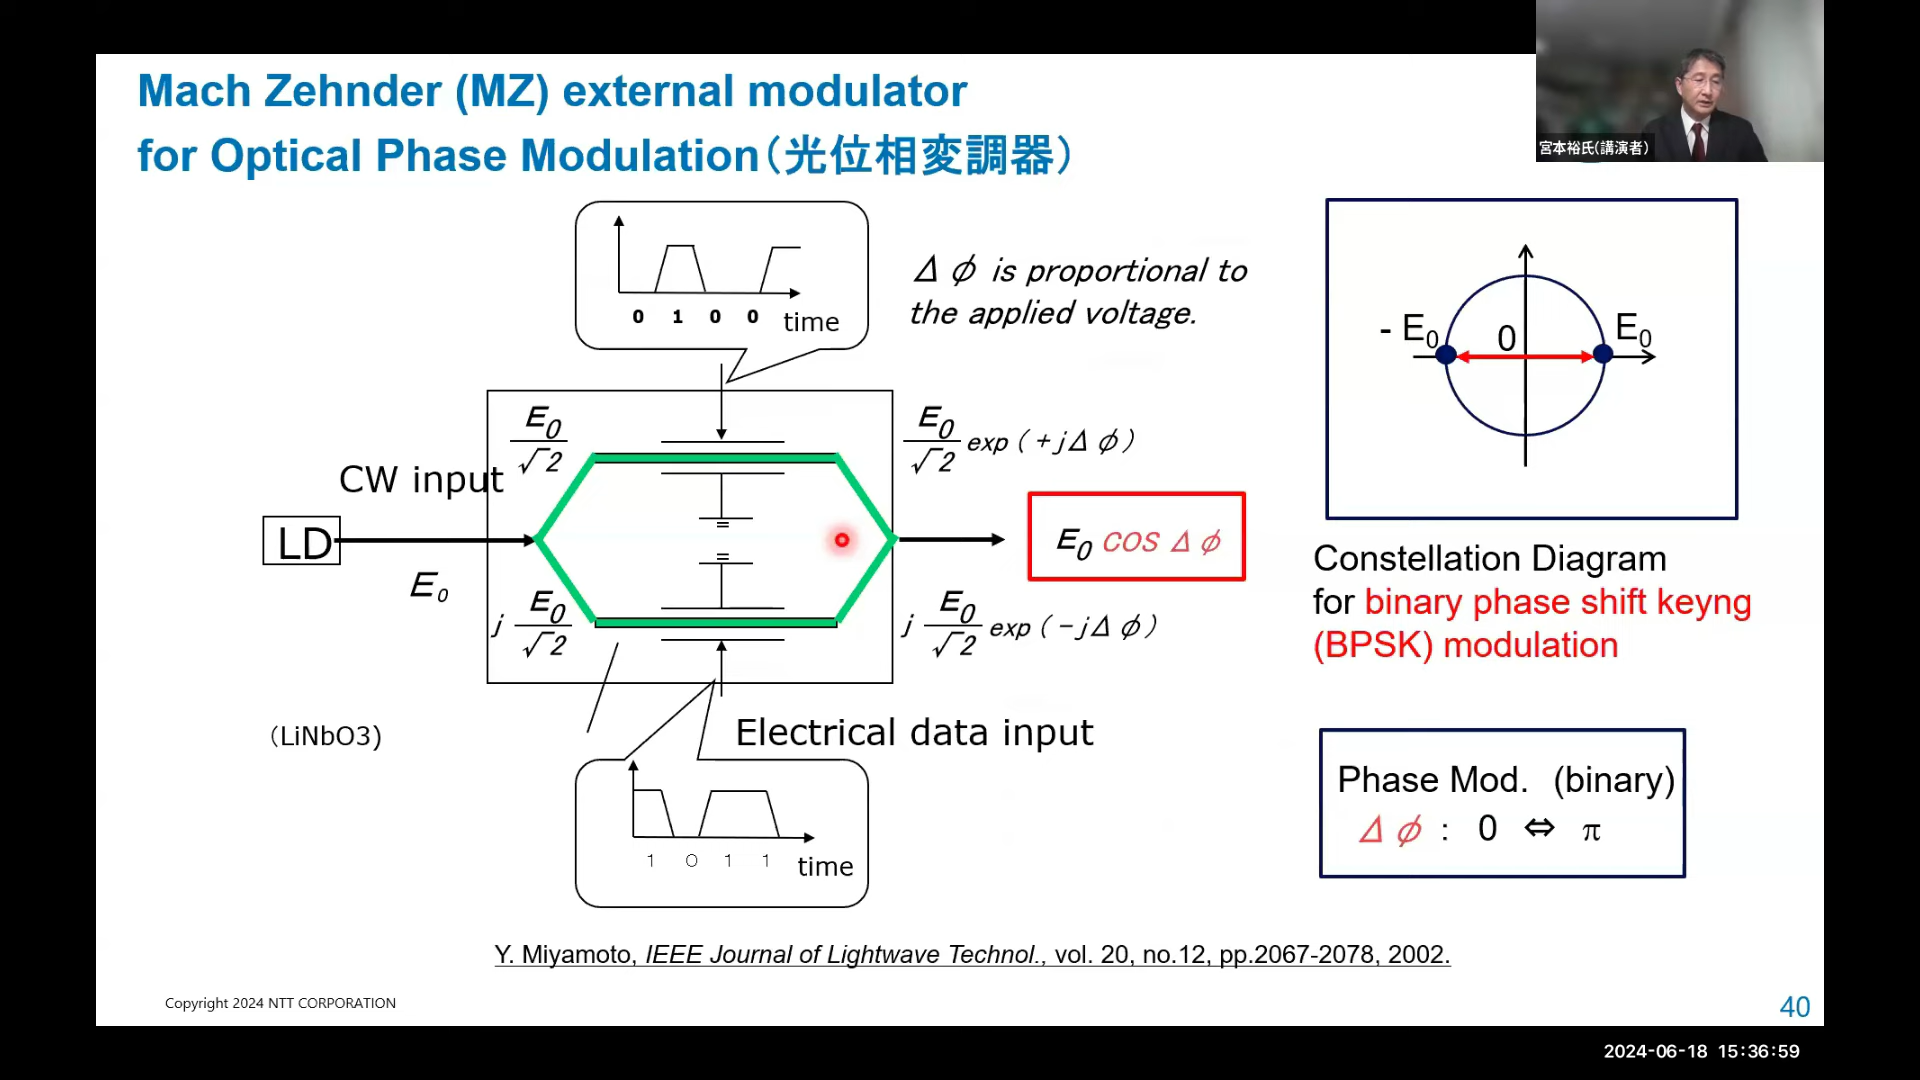 Mach Zehnder (MZ) external modulator
for Optical Phase Modulation(光位相変調器)
宮本裕氏(講演者)
0 1 0 0 time
Δφ is proportional to
the applied voltage.
- E0 0 E0
E0/√2
E0/√2 exp (+jΔφ)
CW input
LD
E0
E0 cos Δφ
j E0/√2
j E0/√2 exp (-jΔφ)
Constellation Diagram
for binary phase shift keyng
(BPSK) modulation
(LiNbO3)
Electrical data input
1 0 1 1 time
Phase Mod. (binary)
Δφ : 0 ⇔ π
Y. Miyamoto, IEEE Journal of Lightwave Technol., vol. 20, no.12, pp.2067-2078, 2002.
Copyright 2024 NTT CORPORATION
40
2024-06-18 15:36:59